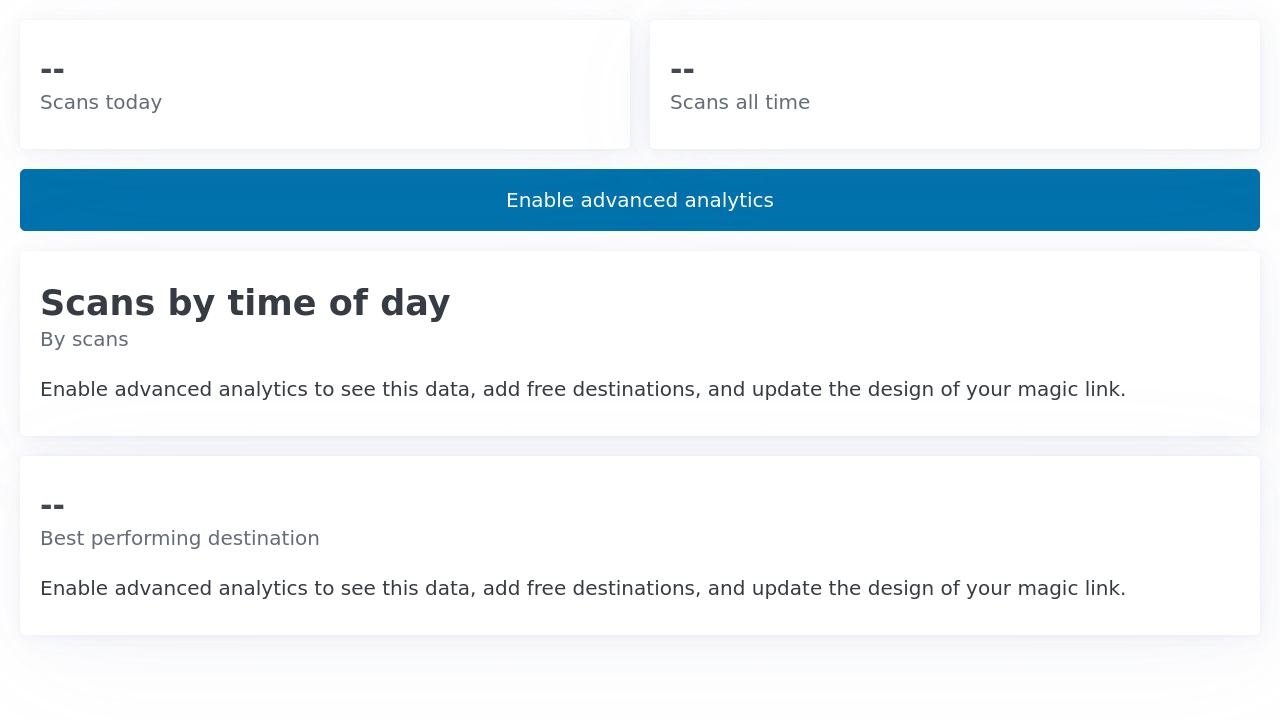 --
Scans today
--
Scans all time
Enable advanced analytics
Scans by time of day
By scans
Enable advanced analytics to see this data, add free destinations, and update the design of your magic link.
--
Best performing destination
Enable advanced analytics to see this data, add free destinations, and update the design of your magic link.